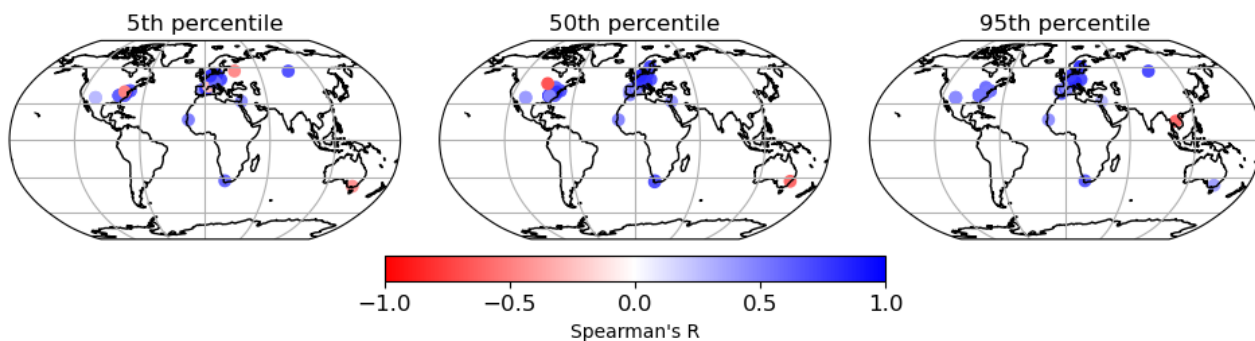 5th percentile
50th percentile
95th percentile
−1.0 −0.5 0.0 0.5 1.0
Spearman's R